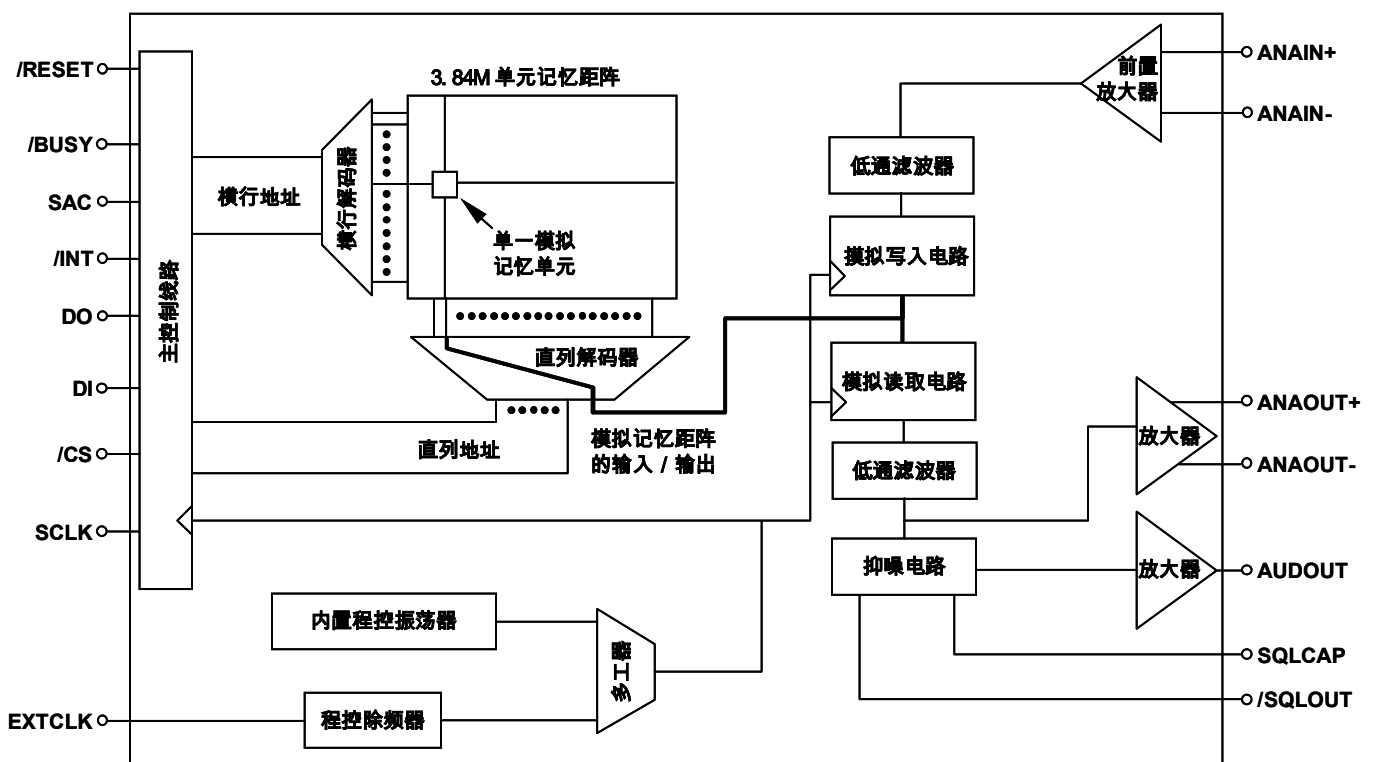 /RESET
/BUSY
SAC
/INT
DO
DI
/CS
SCLK
EXTCLK
主控制线路
横行地址
横行解码器
3. 84M 单元记忆距阵
单一模拟
记忆单元
直列解码器
直列地址
模拟记忆距阵
的输入 / 输出
内置程控振荡器
程控除频器
多工器
前置
放大器
低通滤波器
摸拟写入电路
模拟读取电路
低通滤波器
抑噪电路
放大器
放大器
ANAIN+
ANAIN-
ANAOUT+
ANAOUT-
AUDOUT
SQLCAP
/SQLOUT